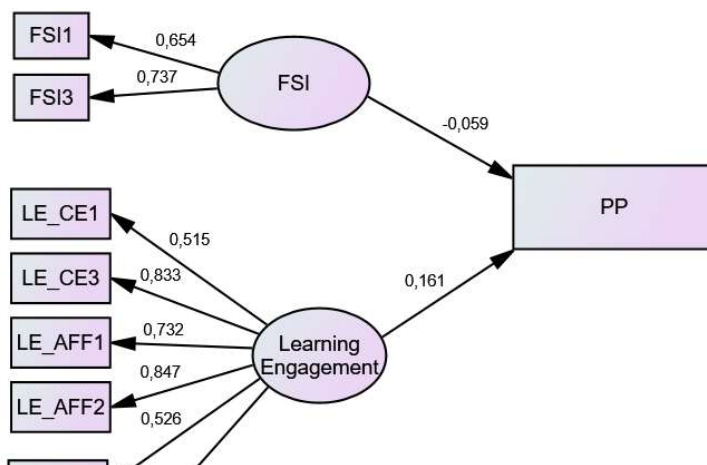 FSI1
0,654
FSI3
0,737
FSI
-0,059
PP
LE_CE1
0,515
LE_CE3
0,833
0,161
LE_AFF1
0,732
Learning
Engagement
LE_AFF2
0,847
0,526